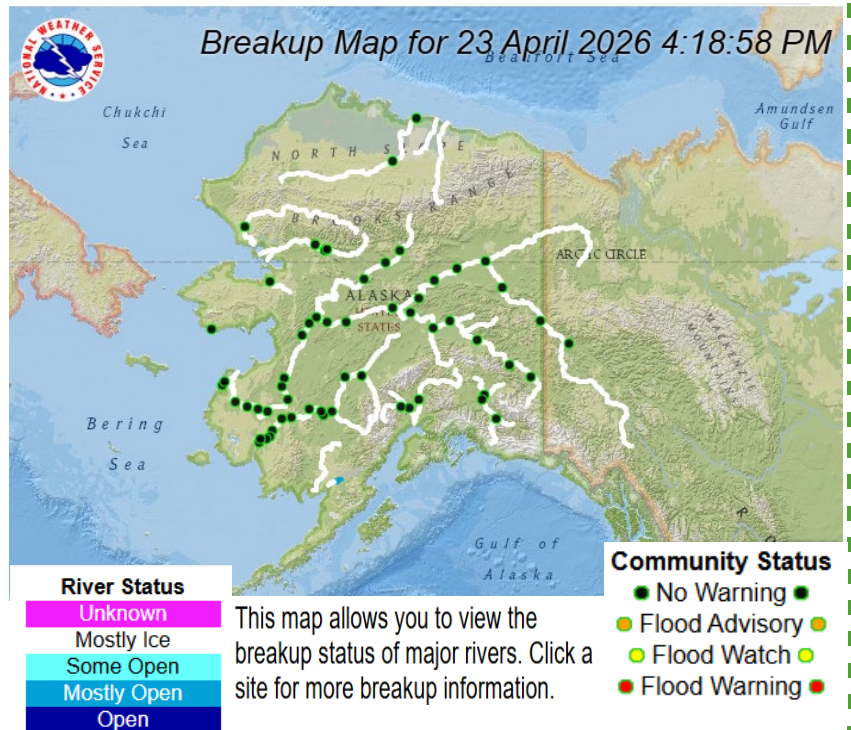 NATIONAL WEATHER SERVICE
Breakup Map for 23 April 2026 4:18:58 PM
Beaufort Sea
Chukchi
Sea
Amundsen
Gulf
NORTH SLOPE
BROOKS RANGE
ARCTIC CIRCLE
ALASKA
UNITED
STATES
MACKENZIE
MOUNTAINS
Bering
Sea
Gulf of
Alaska
River Status
Unknown
Mostly Ice
Some Open
Mostly Open
Open
This map allows you to view the
breakup status of major rivers. Click a
site for more breakup information.
Community Status
No Warning
Flood Advisory
Flood Watch
Flood Warning